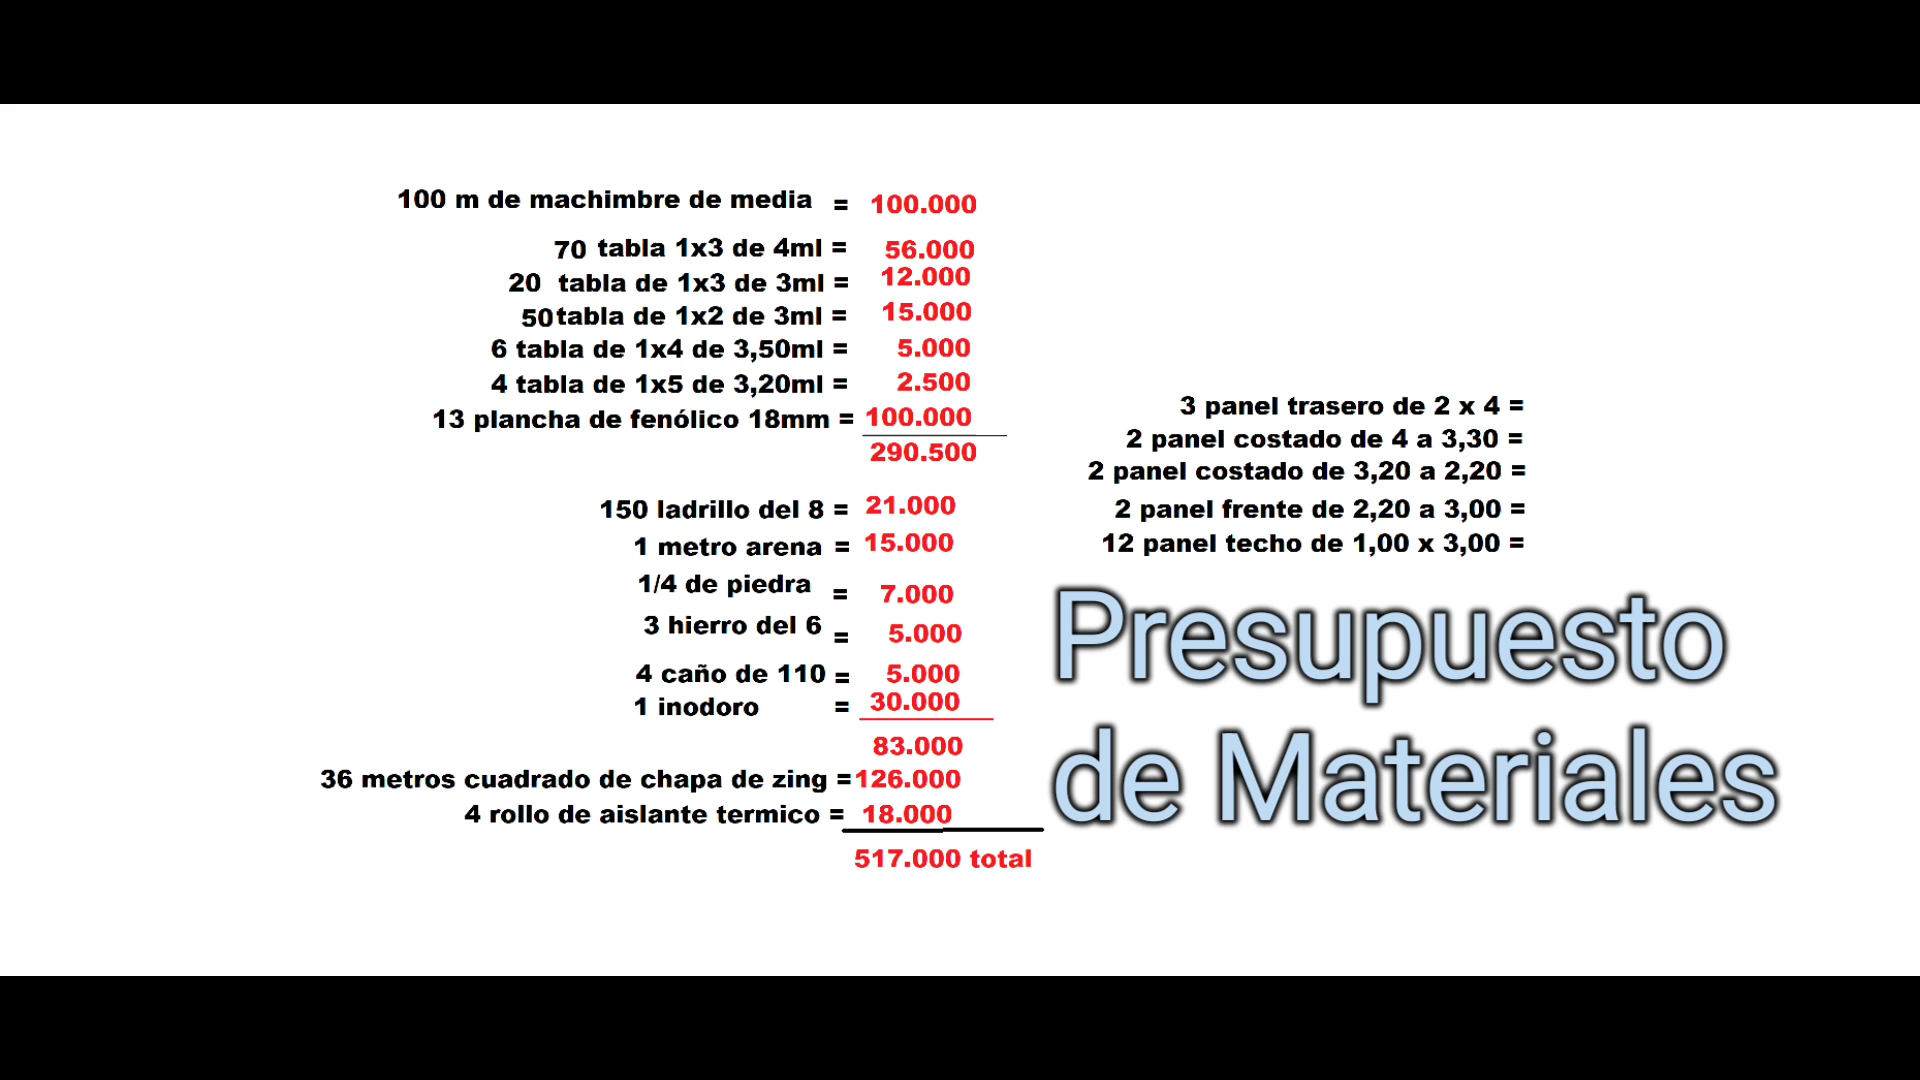 100 m de machimbre de media = 100.000
70 tabla 1x3 de 4ml = 56.000
20 tabla de 1x3 de 3ml = 12.000
50 tabla de 1x2 de 3ml = 15.000
6 tabla de 1x4 de 3,50ml = 5.000
4 tabla de 1x5 de 3,20ml = 2.500
13 plancha de fenólico 18mm = 100.000
290.500
150 ladrillo del 8 = 21.000
1 metro arena = 15.000
1/4 de piedra = 7.000
3 hierro del 6 = 5.000
4 caño de 110 = 5.000
1 inodoro = 30.000
83.000
36 metros cuadrado de chapa de zing = 126.000
4 rollo de aislante termico = 18.000
517.000 total
3 panel trasero de 2 x 4 =
2 panel costado de 4 a 3,30 =
2 panel costado de 3,20 a 2,20 =
2 panel frente de 2,20 a 3,00 =
12 panel techo de 1,00 x 3,00 =
Presupuesto
de Materiales